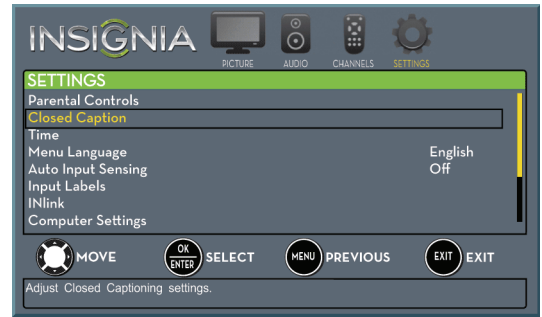 INSIGNIA
PICTURE AUDIO CHANNELS SETTINGS
SETTINGS
Parental Controls
Closed Caption
Time
Menu Language English
Auto Input Sensing Off
Input Labels
INlink
Computer Settings
MOVE OK ENTER SELECT MENU PREVIOUS EXIT EXIT
Adjust Closed Captioning settings.